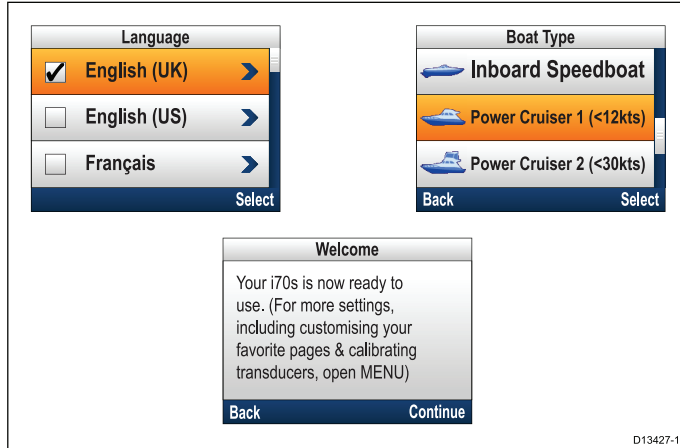 Language
English (UK)
English (US)
Français
Select
Boat Type
Inboard Speedboat
Power Cruiser 1 (<12kts)
Power Cruiser 2 (<30kts)
Back Select
Welcome
Your i70s is now ready to
use. (For more settings,
including customising your
favorite pages & calibrating
transducers, open MENU)
Back Continue
D13427-1